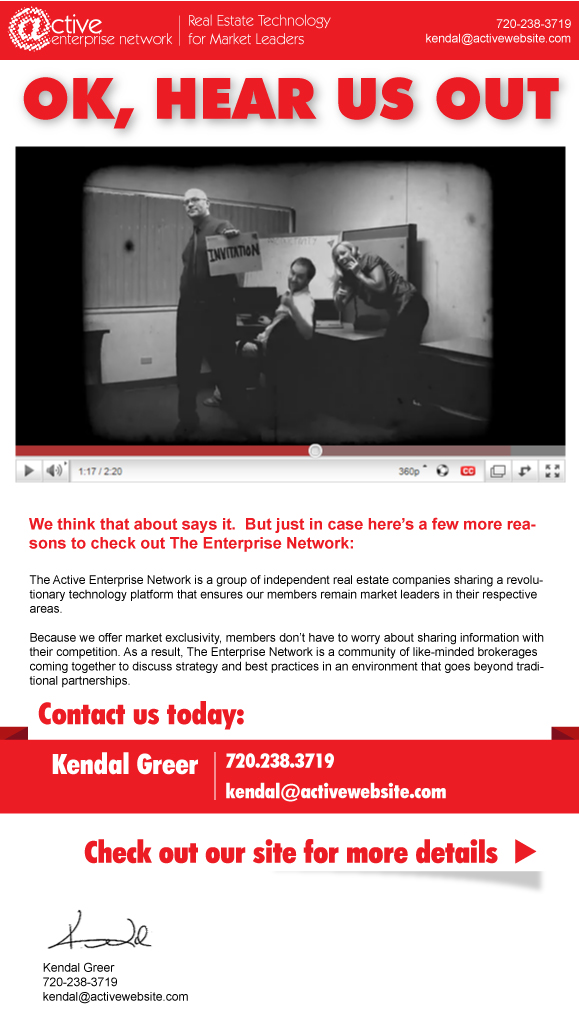 @ctive
enterprise network
Real Estate Technology
for Market Leaders
720-238-3719
kendal@activewebsite.com
OK, HEAR US OUT
INVITATION
1:17 / 2:20
360p
CC
We think that about says it.  But just in case here's a few more rea-
sons to check out The Enterprise Network:
The Active Enterprise Network is a group of independent real estate companies sharing a revolu-
tionary technology platform that ensures our members remain market leaders in their respective
areas.
Because we offer market exclusivity, members don't have to worry about sharing information with
their competition. As a result, The Enterprise Network is a community of like-minded brokerages
coming together to discuss strategy and best practices in an environment that goes beyond tradi-
tional partnerships.
Contact us today:
Kendal Greer
720.238.3719
kendal@activewebsite.com
Check out our site for more details
Kendal Greer
720-238-3719
kendal@activewebsite.com